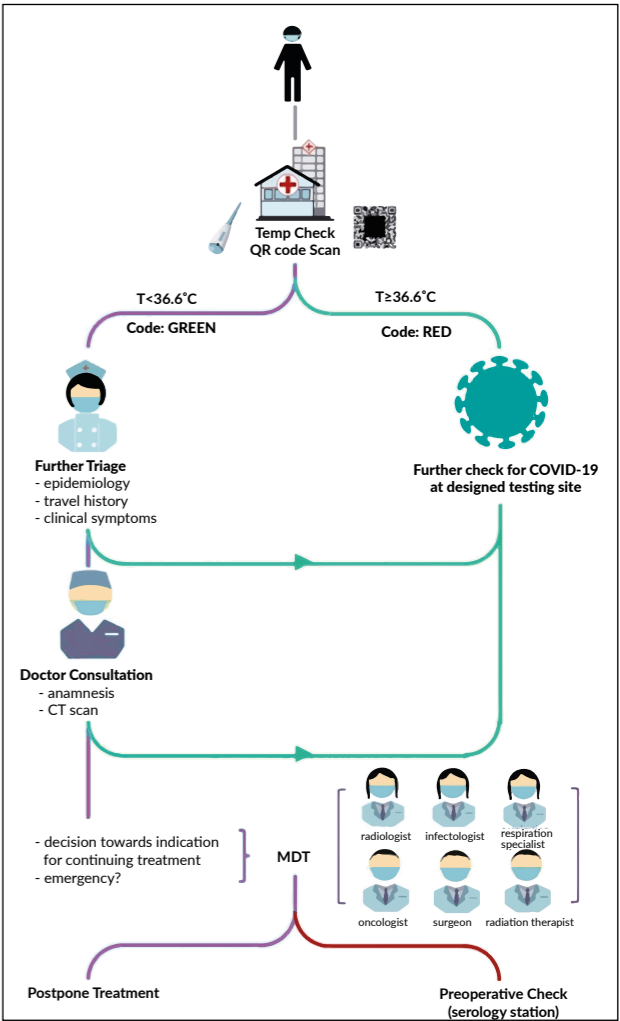 Temp Check
QR code Scan
T<36.6˚C
Code: GREEN
T≥36.6˚C
Code: RED
Further Triage
- epidemiology
- travel history
- clinical symptoms
Further check for COVID-19
at designed testing site
Doctor Consultation
- anamnesis
- CT scan
- decision towards indication
for continuing treatment
- emergency?
MDT
radiologist
infectologist
respiration
specialist
oncologist
surgeon
radiation therapist
Postpone Treatment
Preoperative Check
(serology station)